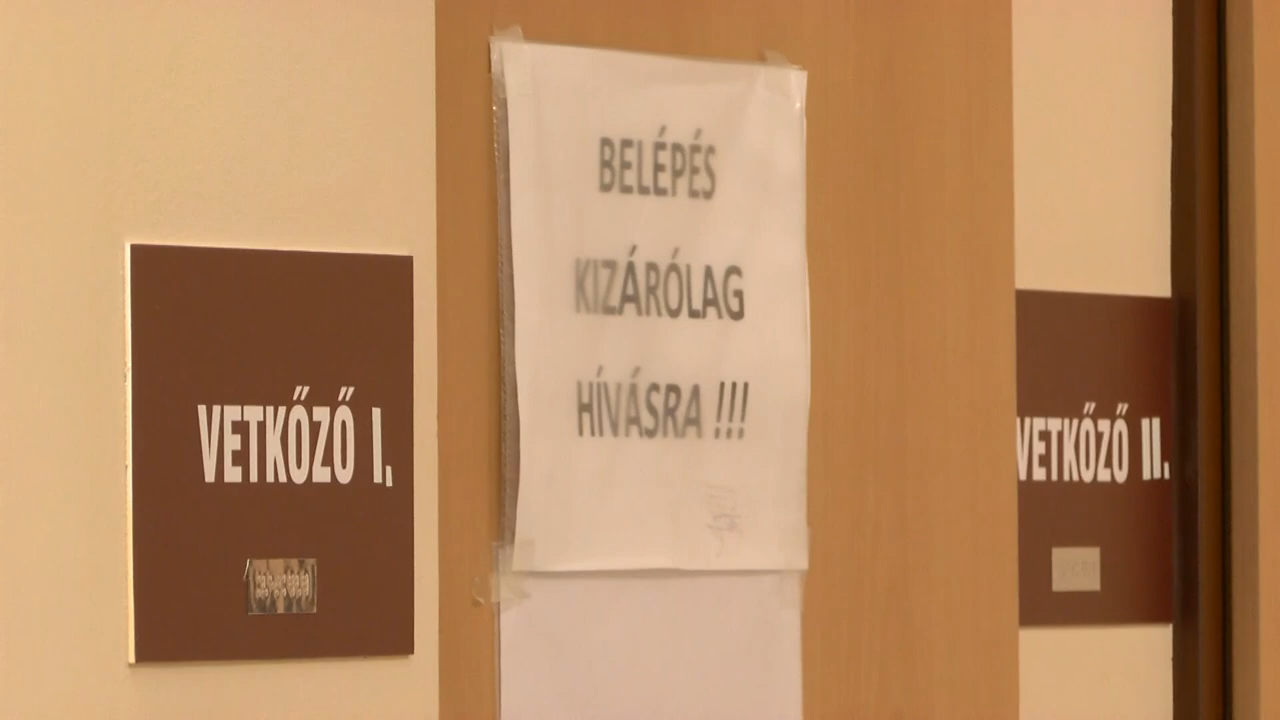 VETKŐZŐ I.
BELÉPÉS
KIZÁRÓLAG
HÍVÁSRA !!!
VETKŐZŐ II.